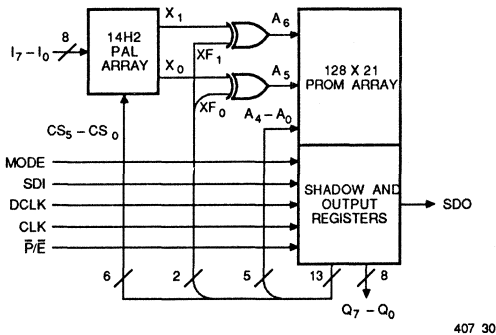 I7-I0
8
14H2
PAL
ARRAY
X1
X0
XF1
XF0
A6
A5
A4-A0
128 X 21
PROM ARRAY
CS5-CS0
MODE
SDI
DCLK
CLK
P̅/E̅
SHADOW AND
OUTPUT
REGISTERS
SDO
6
2
5
13
8
Q7-Q0
407 30